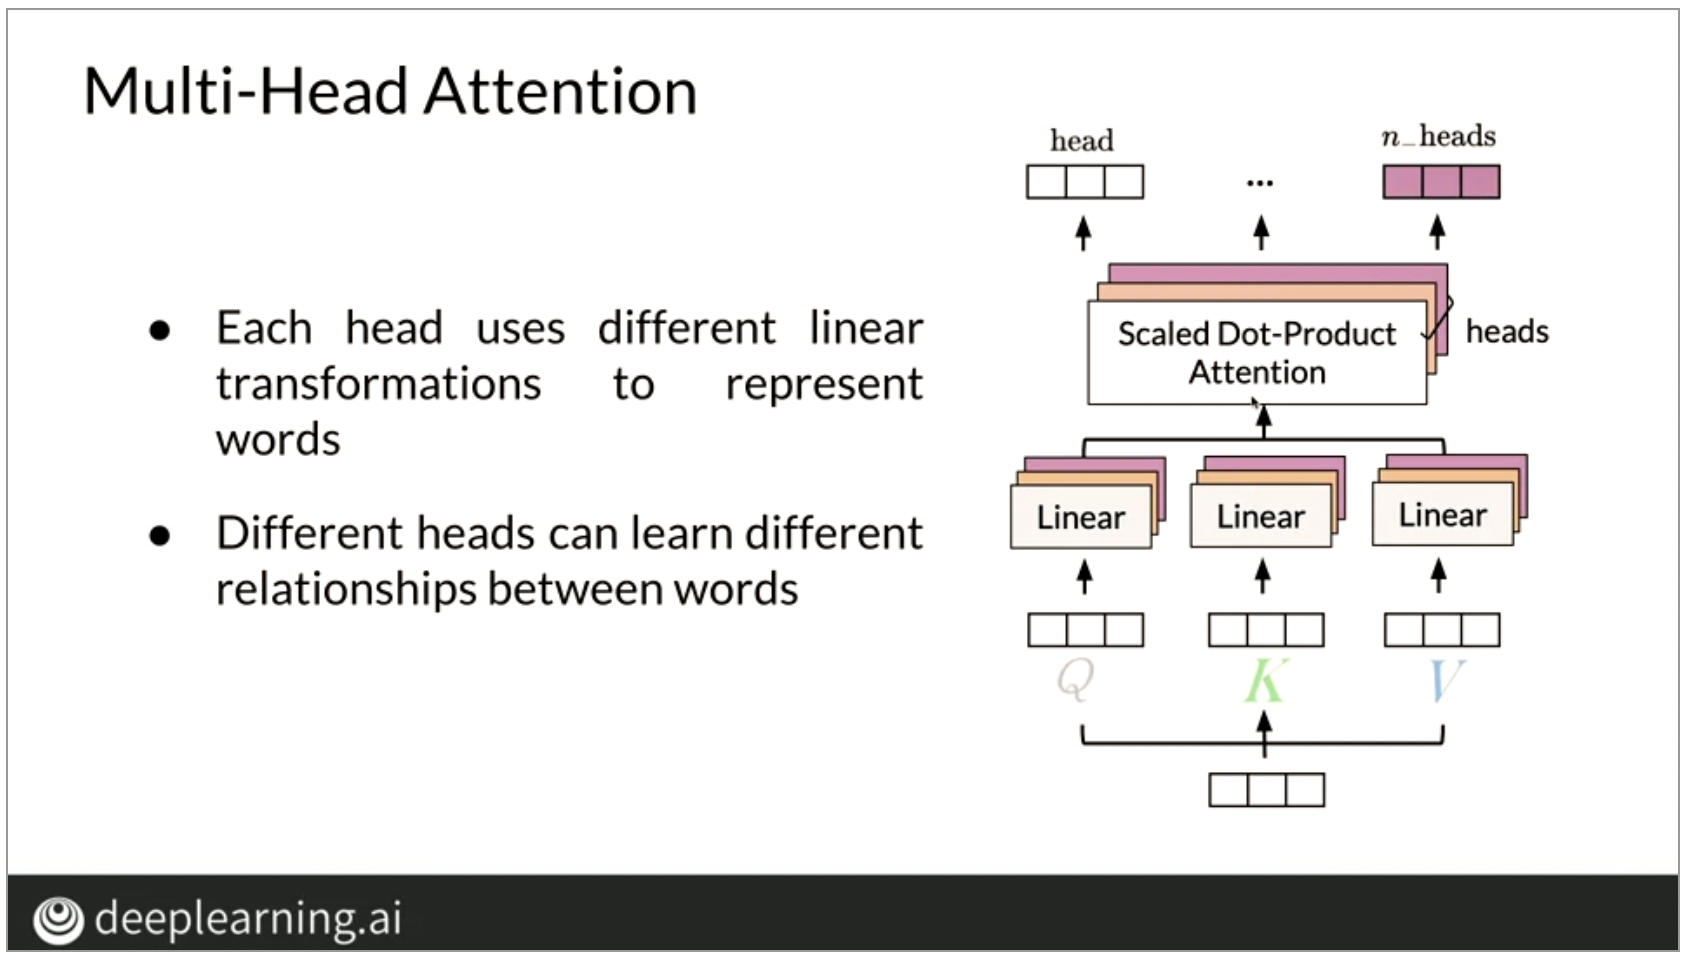 Multi-Head Attention
● Each head uses different linear
transformations to represent
words
● Different heads can learn different
relationships between words
head
...
n_heads
Scaled Dot-Product
Attention
heads
Linear
Linear
Linear
Q
K
V
deeplearning.ai